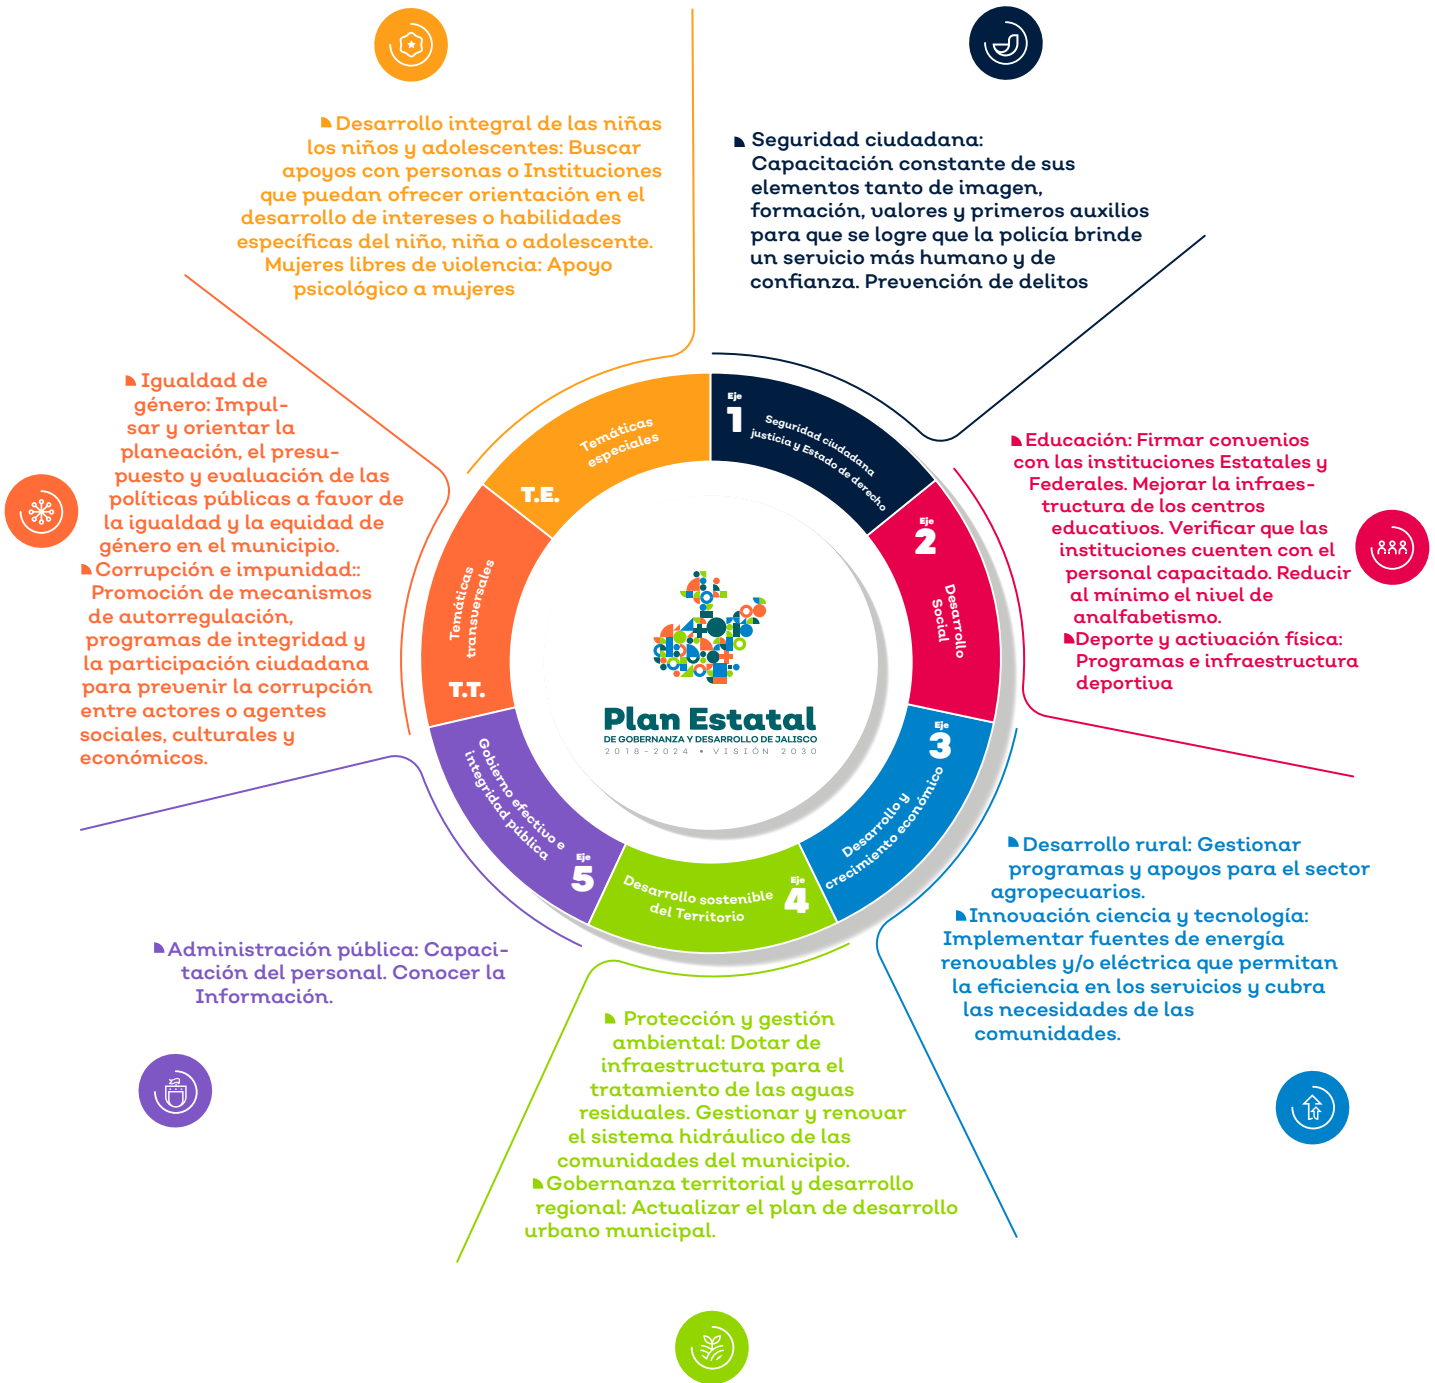 Desarrollo integral de las niñas
los niños y adolescentes: Buscar
apoyos con personas o Instituciones
que puedan ofrecer orientación en el
desarrollo de intereses o habilidades
específicas del niño, niña o adolescente.
Mujeres libres de violencia: Apoyo
psicológico a mujeres
Seguridad ciudadana:
Capacitación constante de sus
elementos tanto de imagen,
formación, valores y primeros auxilios
para que se logre que la policía brinde
un servicio más humano y de
confianza. Prevención de delitos
Igualdad de
género: Impul-
sar y orientar la
planeación, el presu-
puesto y evaluación de las
políticas públicas a favor de
la igualdad y la equidad de
género en el municipio.
Corrupción e impunidad::
Promoción de mecanismos
de autorregulación,
programas de integridad y
la participación ciudadana
para prevenir la corrupción
entre actores o agentes
sociales, culturales y
económicos.
Temáticas
especiales
T.E.
Eje
1
Seguridad ciudadana
justicia y Estado de derecho
Eje
2
Desarrollo
Social
Eje
3
Desarrollo y
crecimiento económico
Eje
4
Desarrollo sostenible
del Territorio
Eje
5
Gobierno efectivo e
integridad pública
Temáticas
transversales
T.T.
Plan Estatal
DE GOBERNANZA Y DESARROLLO DE JALISCO
2018-2024 • VISIÓN 2030
Educación: Firmar convenios
con las instituciones Estatales y
Federales. Mejorar la infraes-
tructura de los centros
educativos. Verificar que las
instituciones cuenten con el
personal capacitado. Reducir
al mínimo el nivel de
analfabetismo.
Deporte y activación física:
Programas e infraestructura
deportiva
Desarrollo rural: Gestionar
programas y apoyos para el sector
agropecuarios.
Innovación ciencia y tecnología:
Implementar fuentes de energía
renovables y/o eléctrica que permitan
la eficiencia en los servicios y cubra
las necesidades de las
comunidades.
Administración pública: Capaci-
tación del personal. Conocer la
Información.
Protección y gestión
ambiental: Dotar de
infraestructura para el
tratamiento de las aguas
residuales. Gestionar y renovar
el sistema hidráulico de las
comunidades del municipio.
Gobernanza territorial y desarrollo
regional: Actualizar el plan de desarrollo
urbano municipal.